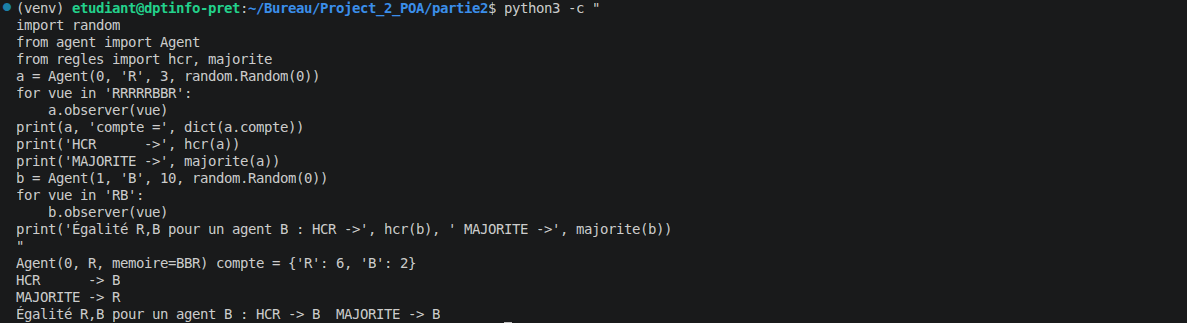 (venv) etudiant@dptinfo-pret:~/Bureau/Project_2_POA/partie2$ python3 -c "
import random
from agent import Agent
from regles import hcr, majorite
a = Agent(0, 'R', 3, random.Random(0))
for vue in 'RRRRRBBR':
    a.observer(vue)
print(a, 'compte =', dict(a.compte))
print('HCR      ->', hcr(a))
print('MAJORITE ->', majorite(a))
b = Agent(1, 'B', 10, random.Random(0))
for vue in 'RB':
    b.observer(vue)
print('Égalité R,B pour un agent B : HCR ->', hcr(b), ' MAJORITE ->', majorite(b))
"
Agent(0, R, memoire=BBR) compte = {'R': 6, 'B': 2}
HCR      -> B
MAJORITE -> R
Égalité R,B pour un agent B : HCR -> B  MAJORITE -> B